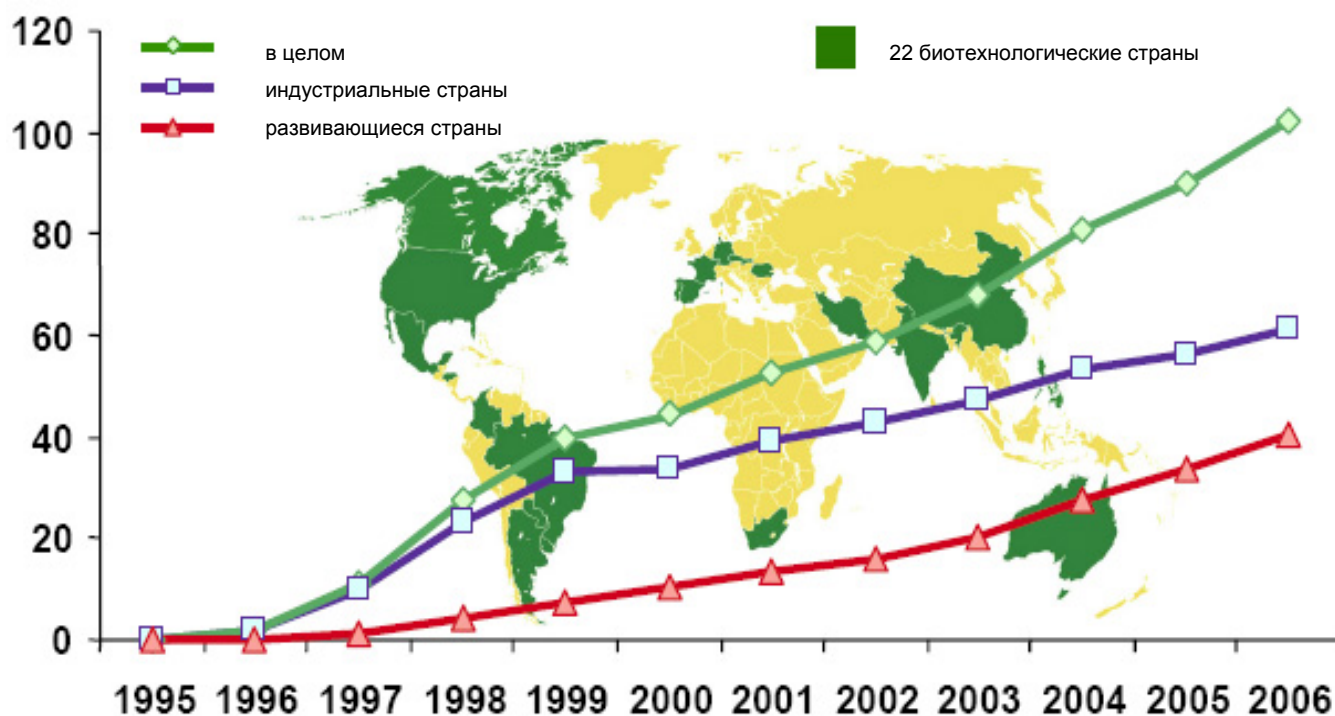 120
100
80
60
40
20
0
в целом
индустриальные страны
развивающиеся страны
22 биотехнологические страны
1995 1996 1997 1998 1999 2000 2001 2002 2003 2004 2005 2006